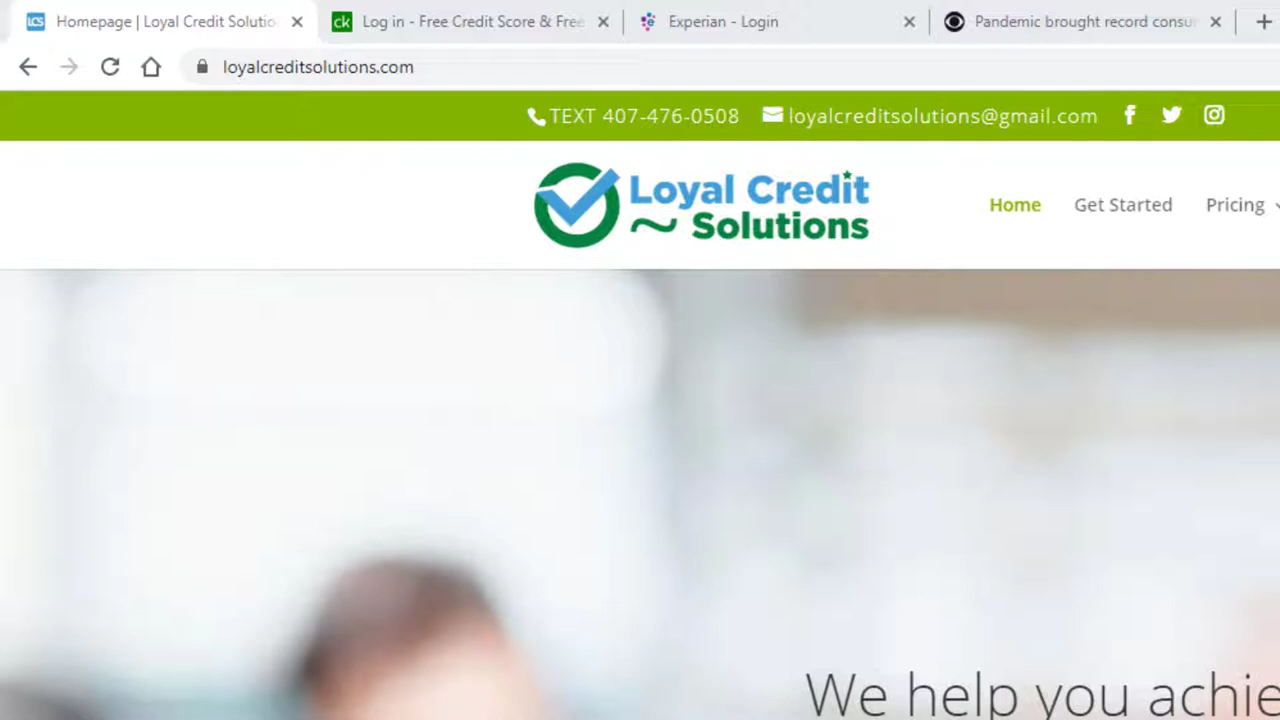 Homepage | Loyal Credit Solutio
Log in - Free Credit Score & Free
Experian - Login
Pandemic brought record consu
loyalcreditsolutions.com
TEXT 407-476-0508
loyalcreditsolutions@gmail.com
Loyal Credit
Solutions
Home
Get Started
Pricing
We help you achie